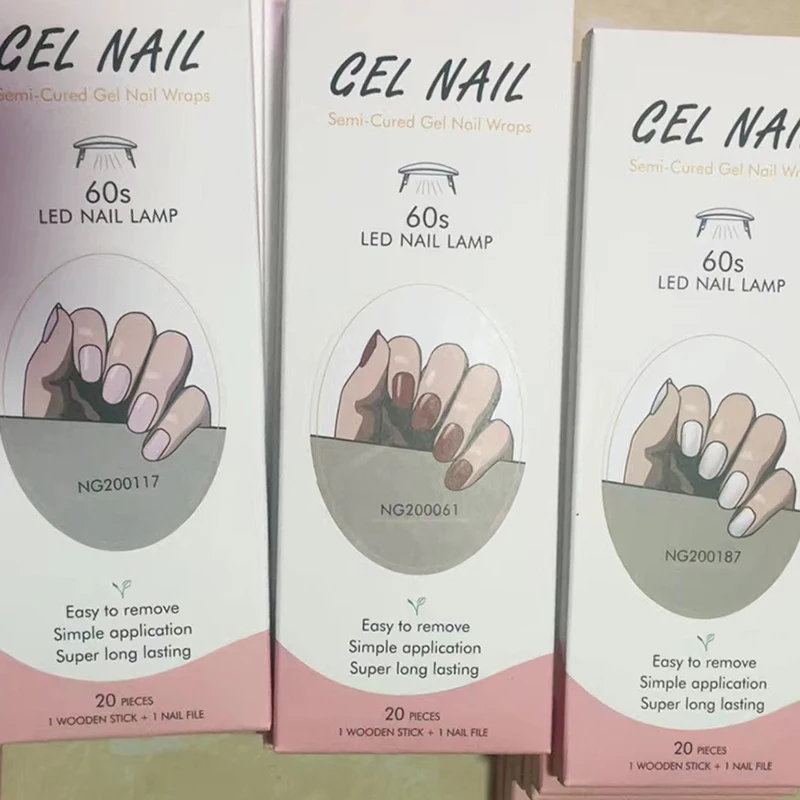 GEL NAIL
Semi-Cured Gel Nail Wraps
60s
LED NAIL LAMP
NG200117
Easy to remove
Simple application
Super long lasting
20 PIECES
1 WOODEN STICK + 1 NAIL FILE
GEL NAIL
Semi-Cured Gel Nail Wraps
60s
LED NAIL LAMP
NG200061
Easy to remove
Simple application
Super long lasting
20 PIECES
1 WOODEN STICK + 1 NAIL FILE
GEL NAI
Semi-Cured Gel Nail Wr
60s
LED NAIL LAMP
NG200187
Easy to remove
Simple application
Super long lasting
20 PIECES
1 WOODEN STICK + 1 NAIL FILE